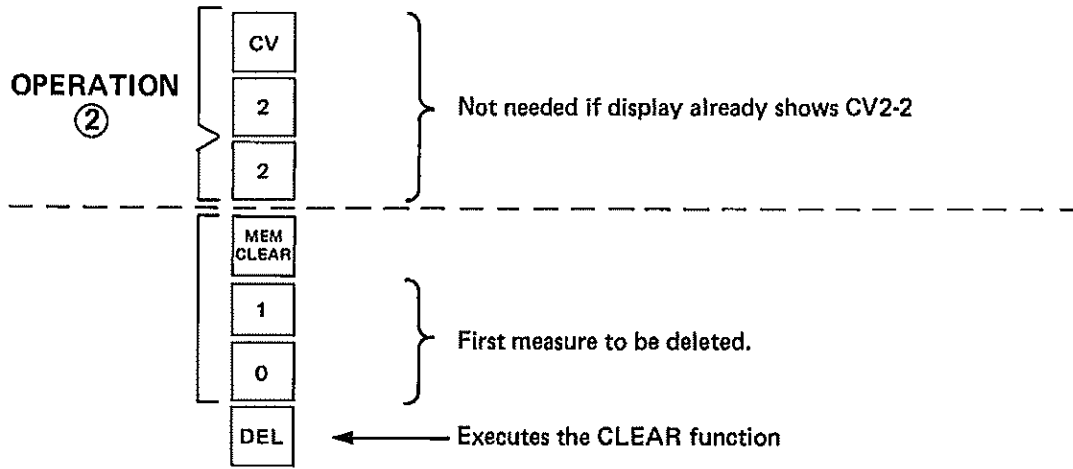 CV
OPERATION
②
2
Not needed if display already shows CV2-2
2
MEM
CLEAR
1
First measure to be deleted.
0
DEL
Executes the CLEAR function